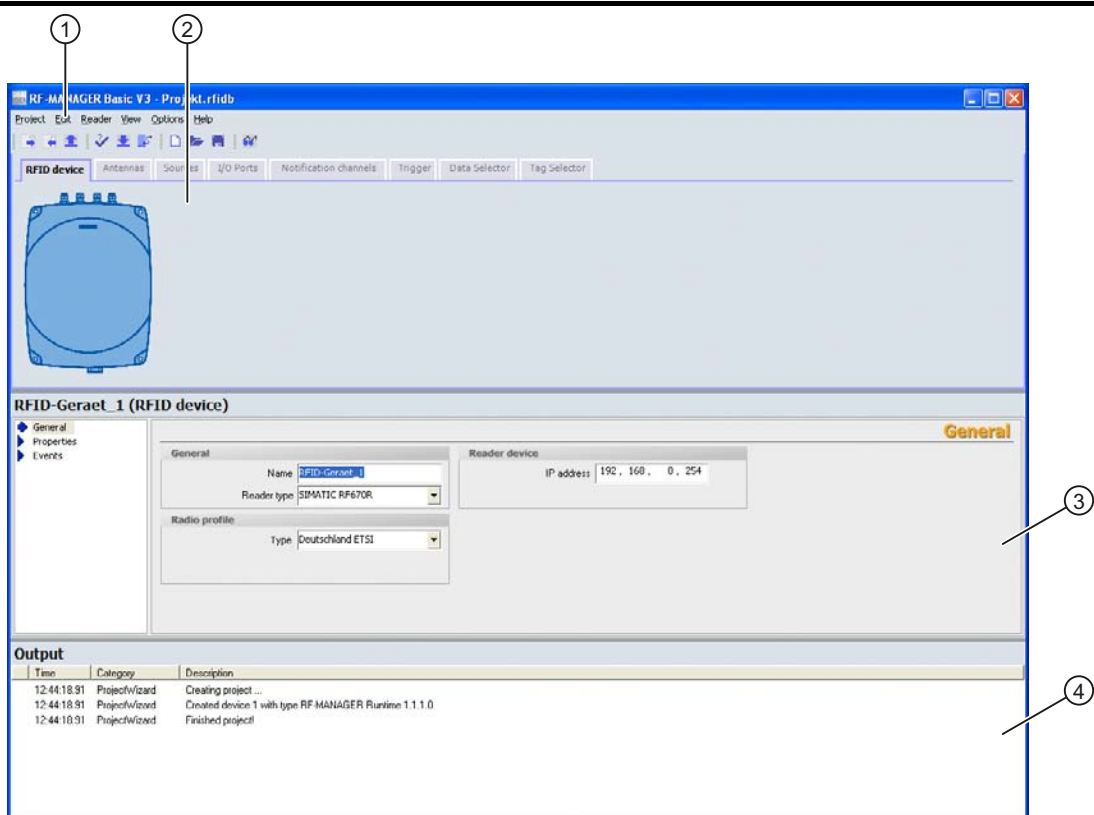 1 2
RF-MANAGER Basic V3 - Projekt.rfidb
Project Edit Reader View Options Help
RFID device Antennas Sources I/O Ports Notification channels Trigger Data Selector Tag Selector
RFID-Geraet_1 (RFID device)
General
Properties
Events
General
General
Name RFID-Geraet_1
Reader type SIMATIC RF670R
Reader device
IP address 192 . 168 . 0 . 254
Radio profile
Type Deutschland ETSI
3
Output
Time Category Description
12:44:18.91 ProjectWizard Creating project ...
12:44:18.91 ProjectWizard Created device 1 with type RF-MANAGER Runtime 1.1.1.0
12:44:18.91 ProjectWizard Finished project!
4